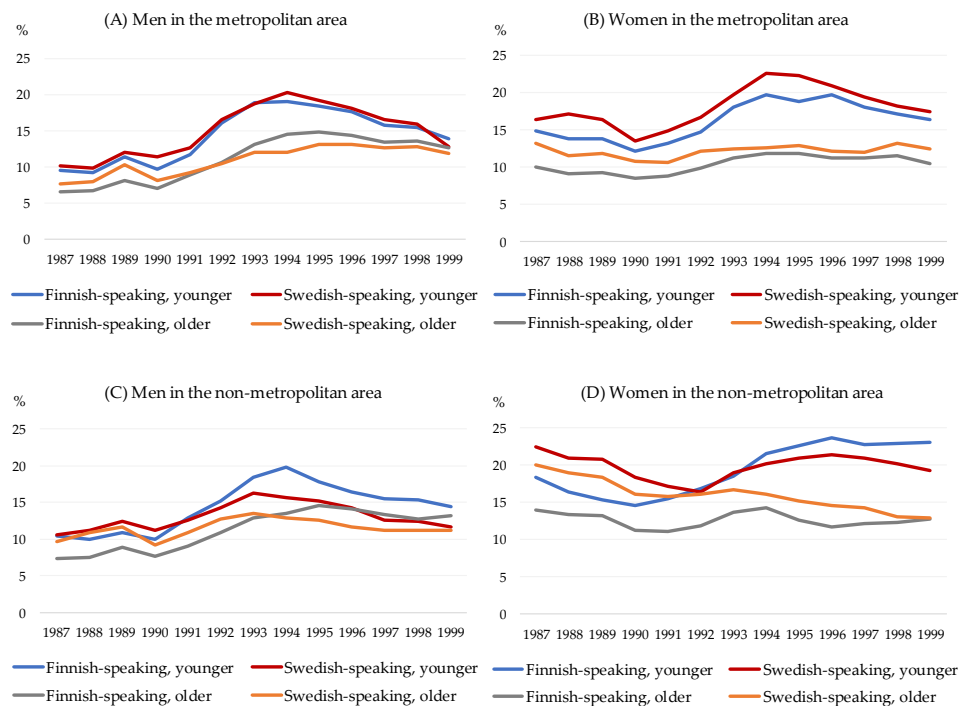 (A) Men in the metropolitan area
%
25
20
15
10
5
0
1987 1988 1989 1990 1991 1992 1993 1994 1995 1996 1997 1998 1999
Finnish-speaking, younger Swedish-speaking, younger
Finnish-speaking, older Swedish-speaking, older
(B) Women in the metropolitan area
%
25
20
15
10
5
0
1987 1988 1989 1990 1991 1992 1993 1994 1995 1996 1997 1998 1999
Finnish-speaking, younger Swedish-speaking, younger
Finnish-speaking, older Swedish-speaking, older
(C) Men in the non-metropolitan area
%
25
20
15
10
5
0
1987 1988 1989 1990 1991 1992 1993 1994 1995 1996 1997 1998 1999
Finnish-speaking, younger Swedish-speaking, younger
Finnish-speaking, older Swedish-speaking, older
(D) Women in the non-metropolitan area
%
25
20
15
10
5
0
1987 1988 1989 1990 1991 1992 1993 1994 1995 1996 1997 1998 1999
Finnish-speaking, younger Swedish-speaking, younger
Finnish-speaking, older Swedish-speaking, older